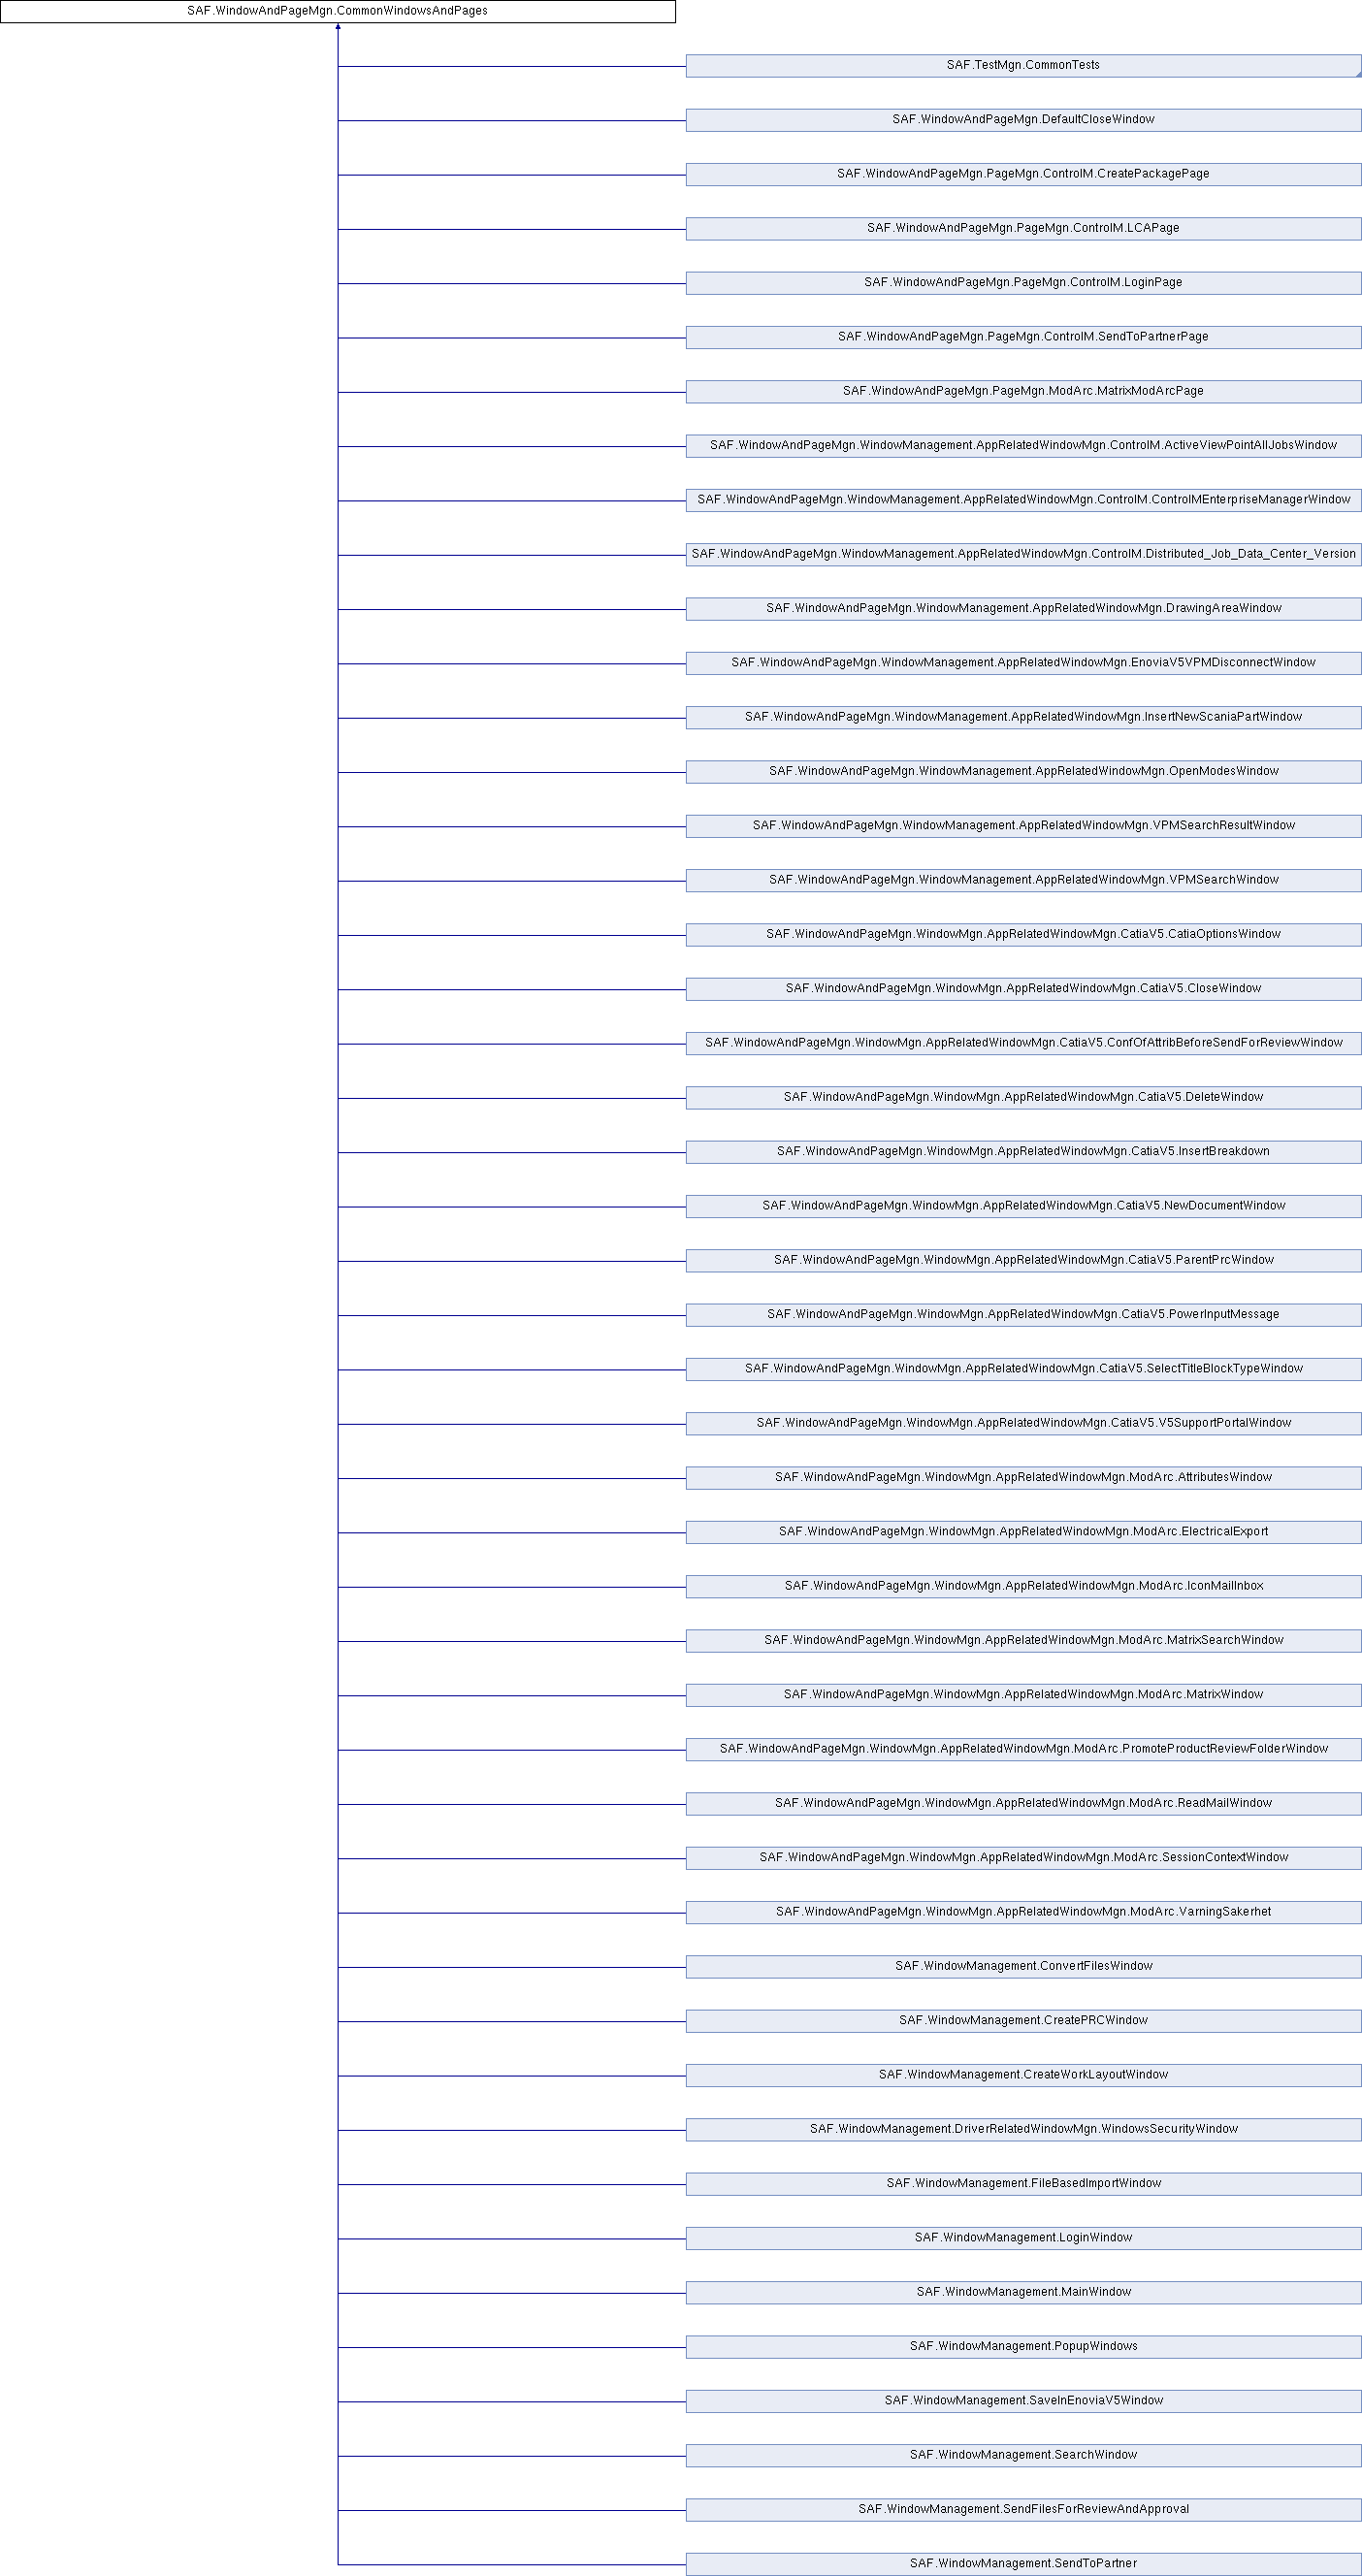 SAF.WindowAndPageMgn.CommonWindowsAndPages
SAF.TestMgn.CommonTests
SAF.WindowAndPageMgn.DefaultCloseWindow
SAF.WindowAndPageMgn.PageMgn.ControlM.CreatePackagePage
SAF.WindowAndPageMgn.PageMgn.ControlM.LCAPage
SAF.WindowAndPageMgn.PageMgn.ControlM.LoginPage
SAF.WindowAndPageMgn.PageMgn.ControlM.SendToPartnerPage
SAF.WindowAndPageMgn.PageMgn.ModArc.MatrixModArcPage
SAF.WindowAndPageMgn.WindowManagement.AppRelatedWindowMgn.ControlM.ActiveViewPointAllJobsWindow
SAF.WindowAndPageMgn.WindowManagement.AppRelatedWindowMgn.ControlM.ControlMEnterpriseManagerWindow
SAF.WindowAndPageMgn.WindowManagement.AppRelatedWindowMgn.ControlM.Distributed_Job_Data_Center_Version
SAF.WindowAndPageMgn.WindowManagement.AppRelatedWindowMgn.DrawingAreaWindow
SAF.WindowAndPageMgn.WindowManagement.AppRelatedWindowMgn.EnoviaV5VPMDisconnectWindow
SAF.WindowAndPageMgn.WindowManagement.AppRelatedWindowMgn.InsertNewScaniaPartWindow
SAF.WindowAndPageMgn.WindowManagement.AppRelatedWindowMgn.OpenModesWindow
SAF.WindowAndPageMgn.WindowManagement.AppRelatedWindowMgn.VPMSearchResultWindow
SAF.WindowAndPageMgn.WindowManagement.AppRelatedWindowMgn.VPMSearchWindow
SAF.WindowAndPageMgn.WindowMgn.AppRelatedWindowMgn.CatiaV5.CatiaOptionsWindow
SAF.WindowAndPageMgn.WindowMgn.AppRelatedWindowMgn.CatiaV5.CloseWindow
SAF.WindowAndPageMgn.WindowMgn.AppRelatedWindowMgn.CatiaV5.ConfOfAttribBeforeSendForReviewWindow
SAF.WindowAndPageMgn.WindowMgn.AppRelatedWindowMgn.CatiaV5.DeleteWindow
SAF.WindowAndPageMgn.WindowMgn.AppRelatedWindowMgn.CatiaV5.InsertBreakdown
SAF.WindowAndPageMgn.WindowMgn.AppRelatedWindowMgn.CatiaV5.NewDocumentWindow
SAF.WindowAndPageMgn.WindowMgn.AppRelatedWindowMgn.CatiaV5.ParentPrcWindow
SAF.WindowAndPageMgn.WindowMgn.AppRelatedWindowMgn.CatiaV5.PowerInputMessage
SAF.WindowAndPageMgn.WindowMgn.AppRelatedWindowMgn.CatiaV5.SelectTitleBlockTypeWindow
SAF.WindowAndPageMgn.WindowMgn.AppRelatedWindowMgn.CatiaV5.V5SupportPortalWindow
SAF.WindowAndPageMgn.WindowMgn.AppRelatedWindowMgn.ModArc.AttributesWindow
SAF.WindowAndPageMgn.WindowMgn.AppRelatedWindowMgn.ModArc.ElectricalExport
SAF.WindowAndPageMgn.WindowMgn.AppRelatedWindowMgn.ModArc.IconMailInbox
SAF.WindowAndPageMgn.WindowMgn.AppRelatedWindowMgn.ModArc.MatrixSearchWindow
SAF.WindowAndPageMgn.WindowMgn.AppRelatedWindowMgn.ModArc.MatrixWindow
SAF.WindowAndPageMgn.WindowMgn.AppRelatedWindowMgn.ModArc.PromoteProductReviewFolderWindow
SAF.WindowAndPageMgn.WindowMgn.AppRelatedWindowMgn.ModArc.ReadMailWindow
SAF.WindowAndPageMgn.WindowMgn.AppRelatedWindowMgn.ModArc.SessionContextWindow
SAF.WindowAndPageMgn.WindowMgn.AppRelatedWindowMgn.ModArc.VarningSakerhet
SAF.WindowManagement.ConvertFilesWindow
SAF.WindowManagement.CreatePRCWindow
SAF.WindowManagement.CreateWorkLayoutWindow
SAF.WindowManagement.DriverRelatedWindowMgn.WindowsSecurityWindow
SAF.WindowManagement.FileBasedImportWindow
SAF.WindowManagement.LoginWindow
SAF.WindowManagement.MainWindow
SAF.WindowManagement.PopupWindows
SAF.WindowManagement.SaveInEnoviaV5Window
SAF.WindowManagement.SearchWindow
SAF.WindowManagement.SendFilesForReviewAndApproval
SAF.WindowManagement.SendToPartner